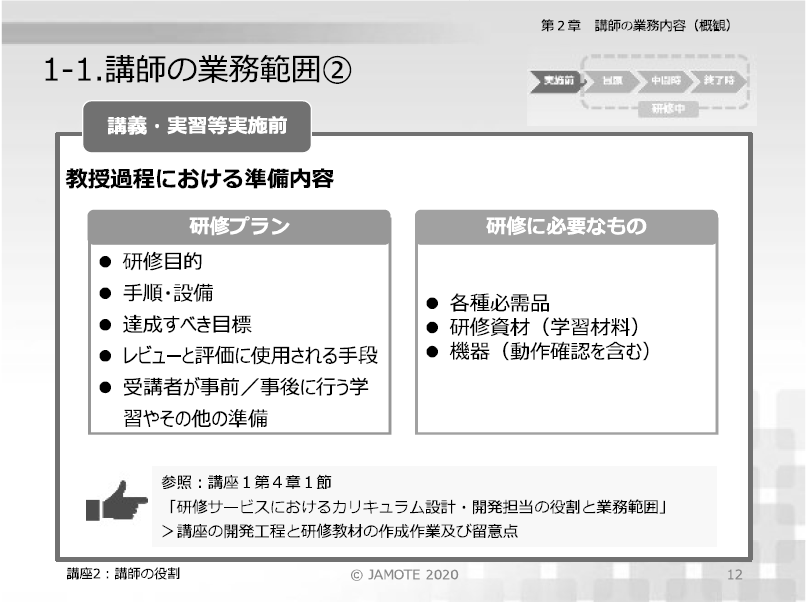 第２章　講師の業務内容（概観）
1-1.講師の業務範囲②
実施前
冒頭
中間時
終了時
研修中
講義・実習等実施前
教授過程における準備内容
研修プラン
● 研修目的
● 手順・設備
● 達成すべき目標
● レビューと評価に使用される手段
● 受講者が事前／事後に行う学
習やその他の準備
研修に必要なもの
● 各種必需品
● 研修資材（学習材料）
● 機器（動作確認を含む）
参照：講座１第４章１節
「研修サービスにおけるカリキュラム設計・開発担当の役割と業務範囲」
＞講座の開発工程と研修教材の作成作業及び留意点
講座2：講師の役割
© JAMOTE 2020
12